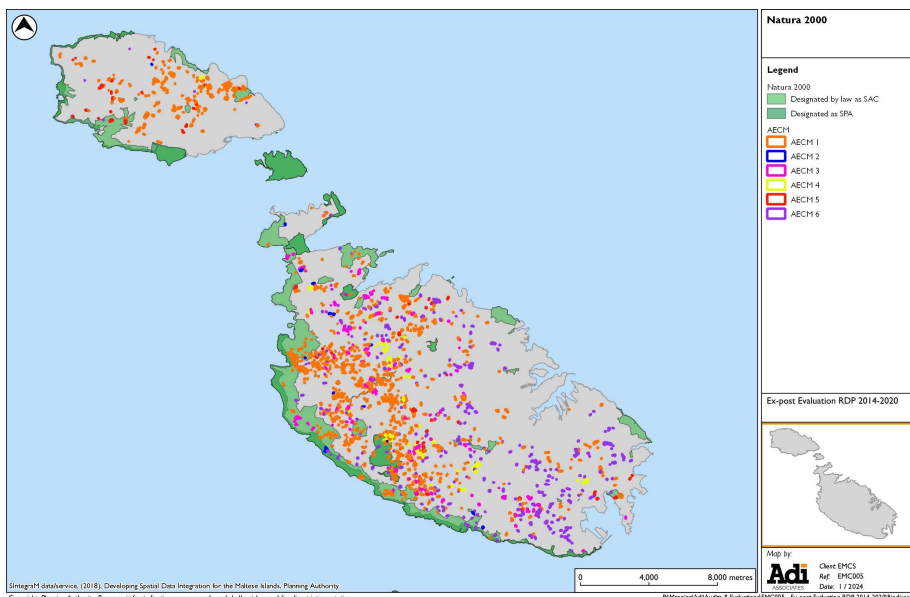 Natura 2000
Legend
Natura 2000
Designated by law as SAC
Designated as SPA
AECM
AECM 1
AECM 2
AECM 3
AECM 4
AECM 5
AECM 6
Ex-post Evaluation RDP 2014-2020
Map by:
Adi
ASSOCIATES
Client EMCS
Ref: EMC005
Date: 1 / 2024
0 4,000 8,000 metres
SIntegraM data/service, (2018), Developing Spatial Data Integration for the Maltese Islands, Planning Authority